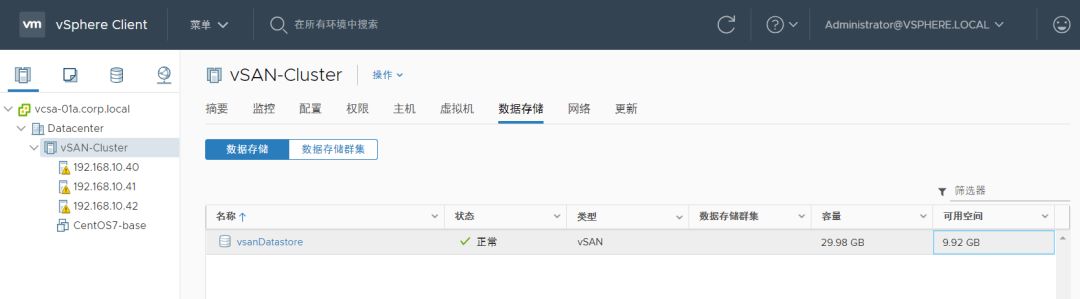 vm vSphere Client 菜单 在所有环境中搜索 Administrator@VSPHERE.LOCAL
vcsa-01a.corp.local
Datacenter
vSAN-Cluster
192.168.10.40
192.168.10.41
192.168.10.42
CentOS7-base
vSAN-Cluster 操作
摘要 监控 配置 权限 主机 虚拟机 数据存储 网络 更新
数据存储 数据存储群集
筛选器
名称 状态 类型 数据存储群集 容量 可用空间
vsanDatastore 正常 vSAN 29.98 GB 9.92 GB